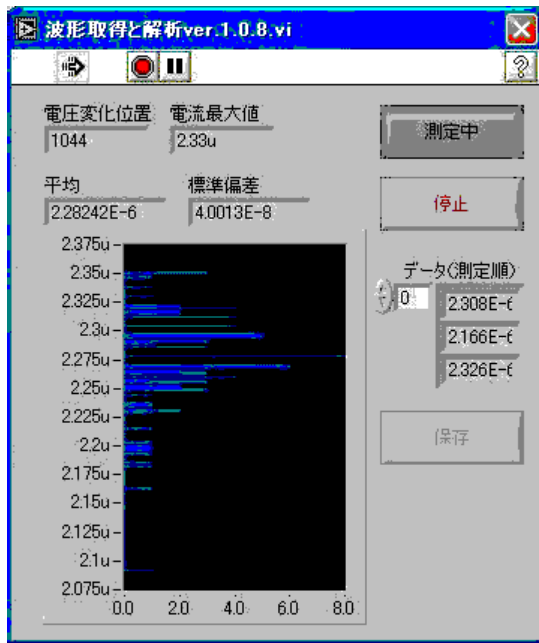 波形取得と解析ver.1.0.8.vi
?
電圧変化位置 電流最大値
1044 2.33u
測定中
平均 標準偏差
2.28242E-6 4.0013E-8
停止
2.375u
2.35u
2.325u
2.3u
2.275u
2.25u
2.225u
2.2u
2.175u
2.15u
2.125u
2.1u
2.075u
0.0 2.0 4.0 6.0 8.0
データ(測定順)
0 2.308E-6
2.166E-6
2.326E-6
保存